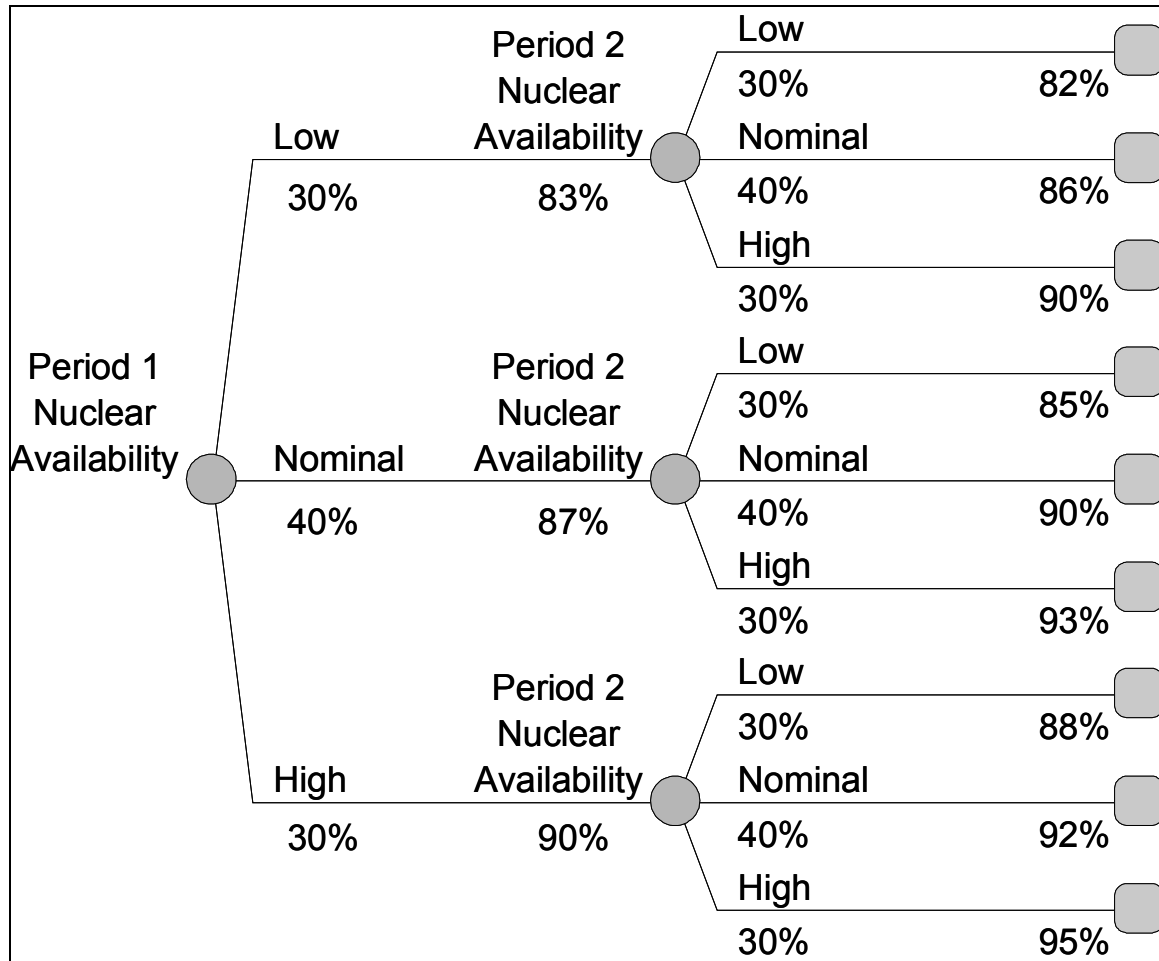 Period 1
Nuclear
Availability
Low
30% 83%
Period 2
Nuclear
Availability
Low
30% 82%
Nominal
40% 86%
High
30% 90%
Nominal
40% 87%
Period 2
Nuclear
Availability
Low
30% 85%
Nominal
40% 90%
High
30% 93%
High
30% 90%
Period 2
Nuclear
Availability
Low
30% 88%
Nominal
40% 92%
High
30% 95%